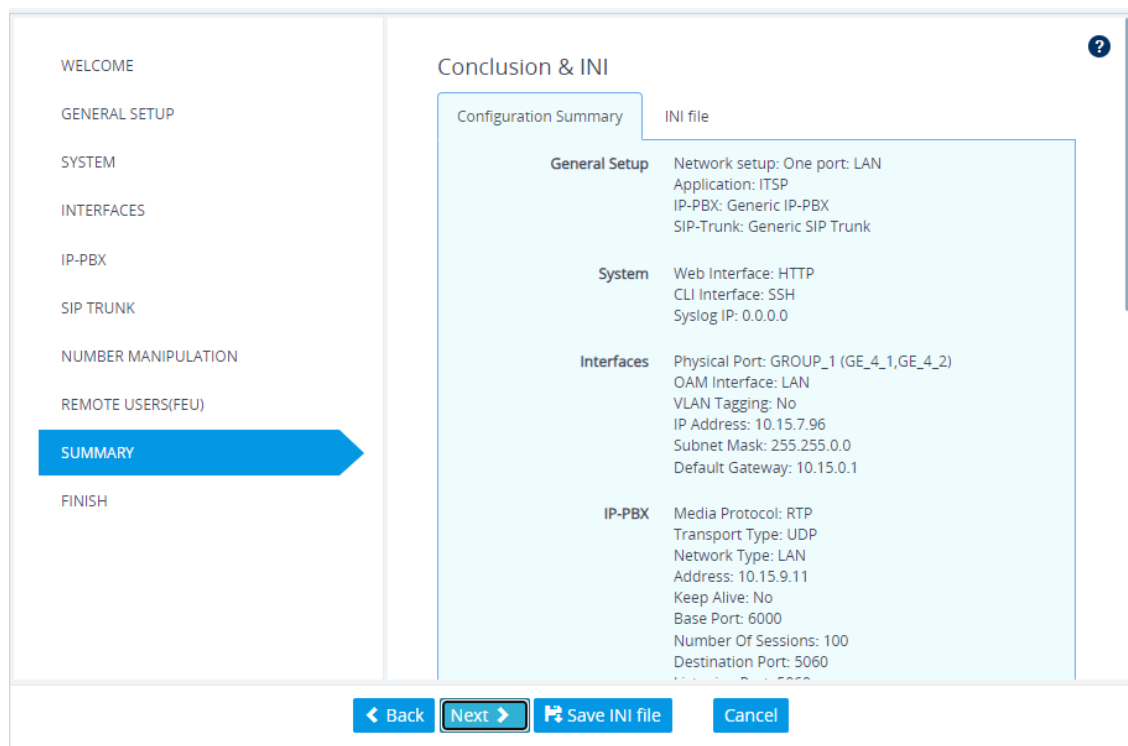 WELCOME
GENERAL SETUP
SYSTEM
INTERFACES
IP-PBX
SIP TRUNK
NUMBER MANIPULATION
REMOTE USERS(FEU)
SUMMARY
FINISH
?
Conclusion & INI
Configuration Summary INI file
General Setup Network setup: One port: LAN
Application: ITSP
IP-PBX: Generic IP-PBX
SIP-Trunk: Generic SIP Trunk
System Web Interface: HTTP
CLI Interface: SSH
Syslog IP: 0.0.0.0
Interfaces Physical Port: GROUP_1 (GE_4_1,GE_4_2)
OAM Interface: LAN
VLAN Tagging: No
IP Address: 10.15.7.96
Subnet Mask: 255.255.0.0
Default Gateway: 10.15.0.1
IP-PBX Media Protocol: RTP
Transport Type: UDP
Network Type: LAN
Address: 10.15.9.11
Keep Alive: No
Base Port: 6000
Number Of Sessions: 100
Destination Port: 5060
Back Next Save INI file Cancel